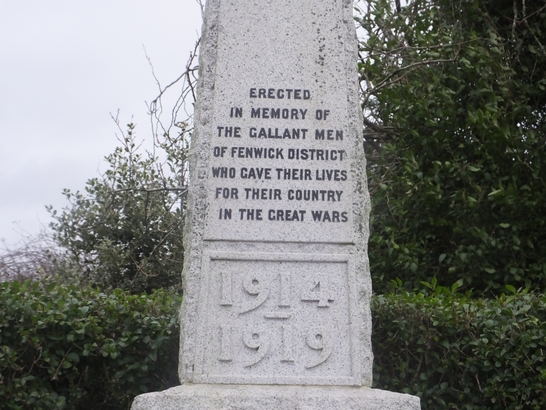 ERECTED
IN MEMORY OF
THE GALLANT MEN
OF FENWICK DISTRICT
WHO GAVE THEIR LIVES
FOR THEIR COUNTRY
IN THE GREAT WARS
1914
–
1919